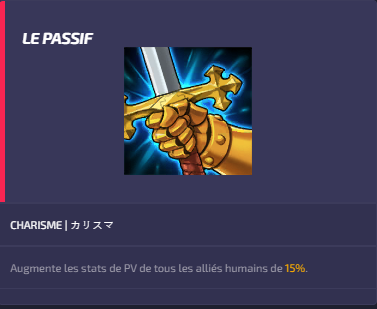 LE PASSIF
CHARISME | カリスマ
Augmente les stats de PV de tous les alliés humains de 15%.